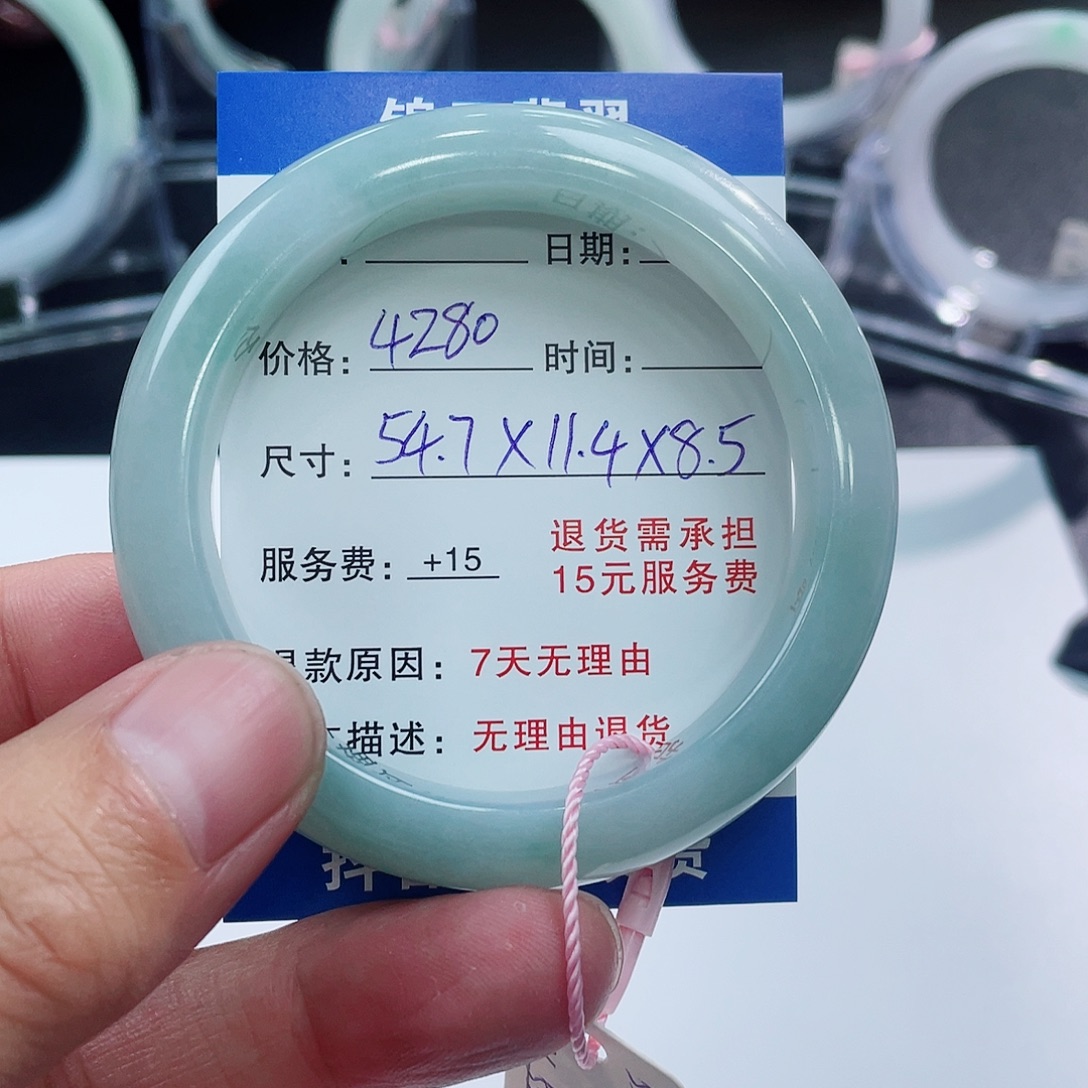 日期:
价格: 4280 时间:
尺寸: 54.7X11.4X8.5
服务费: +15 退货需承担
15元服务费
款原因: 7天无理由
描述: 无理由退货